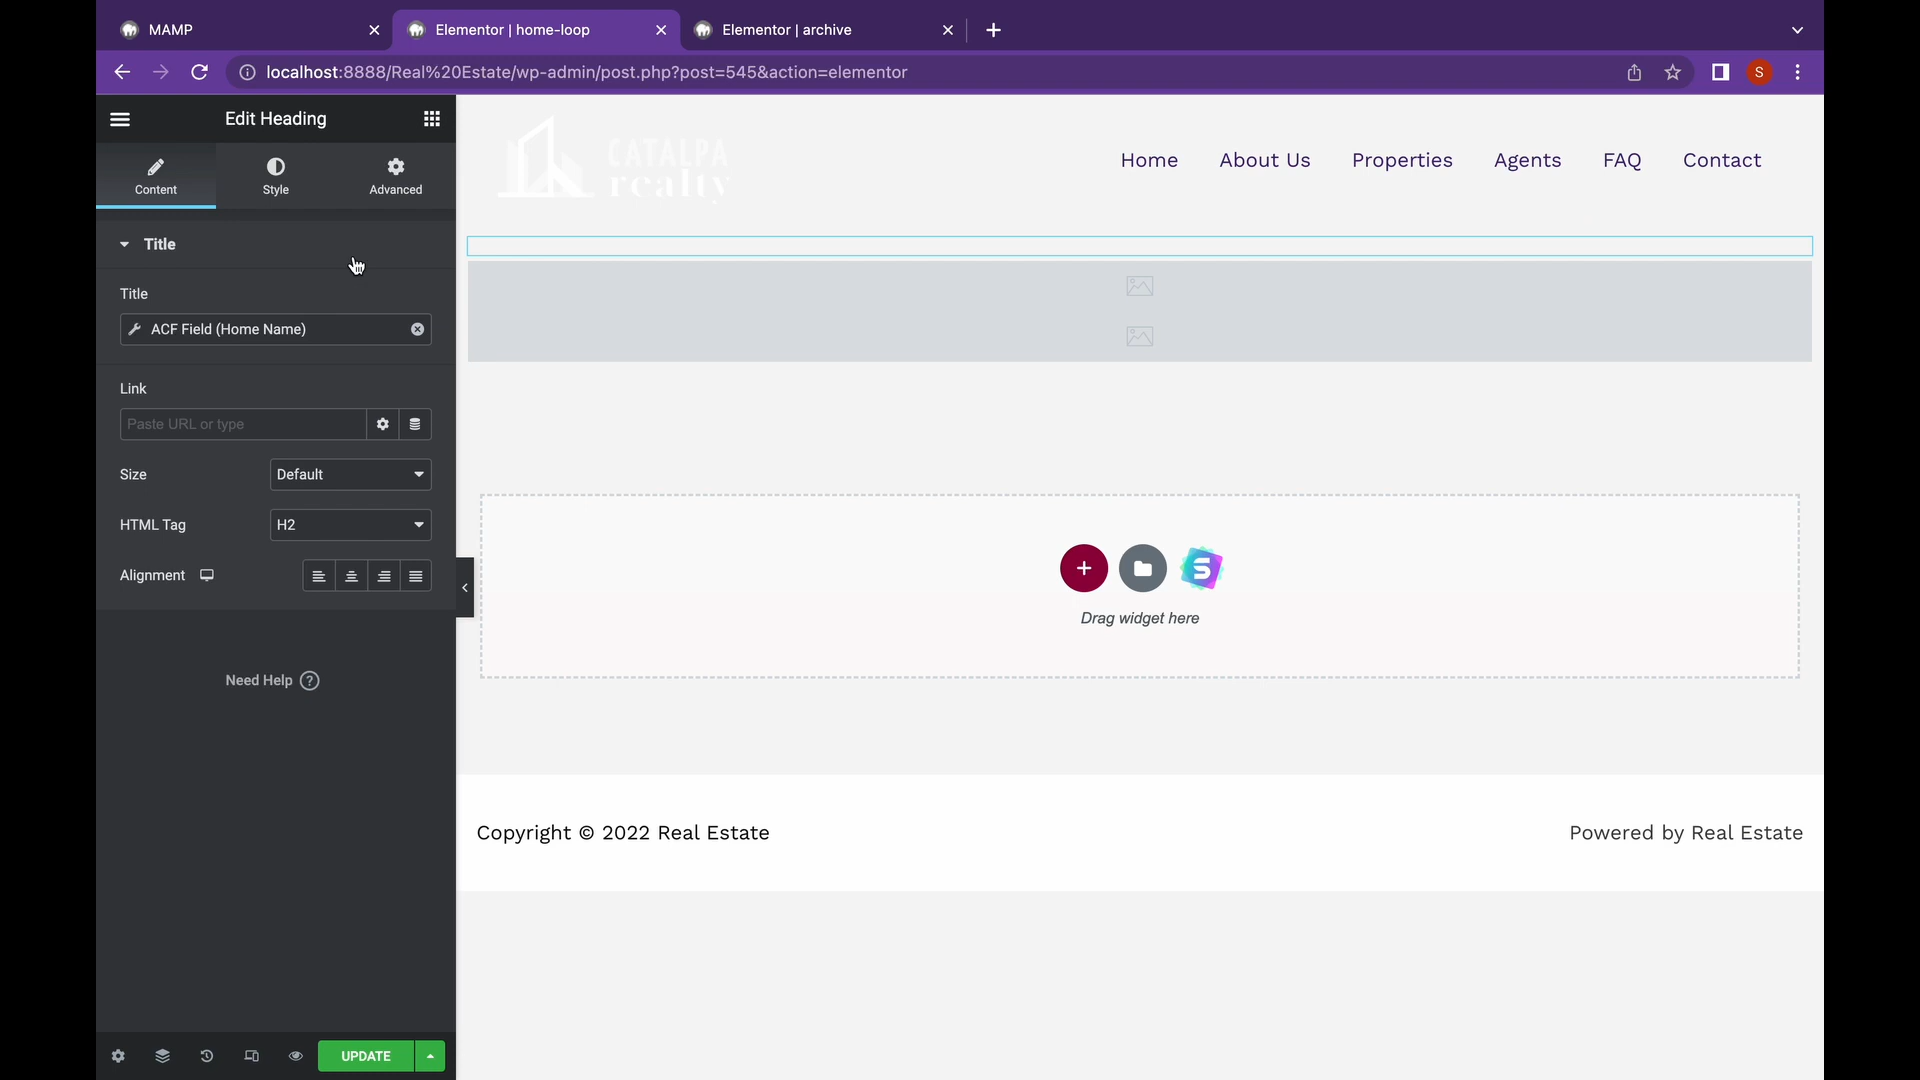 MAMP
Elementor | home-loop
Elementor | archive
localhost:8888/Real%20Estate/wp-admin/post.php?post=545&action=elementor
S
Edit Heading
Content
Style
Advanced
Title
Title
ACF Field (Home Name)
Link
Paste URL or type
Size
Default
HTML Tag
H2
Alignment
Need Help ?
UPDATE
CATALPA
realty
Home
About Us
Properties
Agents
FAQ
Contact
S
Drag widget here
Copyright © 2022 Real Estate
Powered by Real Estate